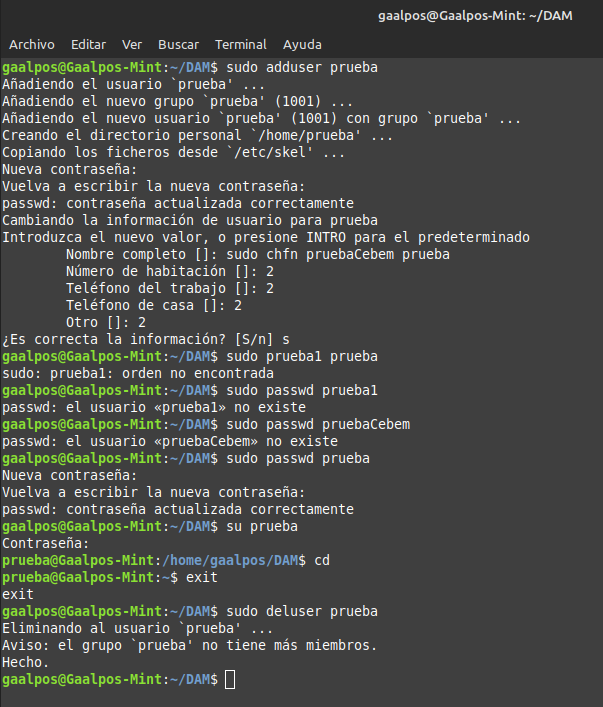 gaalpos@Gaalpos-Mint: ~/DAM
Archivo Editar Ver Buscar Terminal Ayuda
gaalpos@Gaalpos-Mint:~/DAM$ sudo adduser prueba
Añadiendo el usuario `prueba' ...
Añadiendo el nuevo grupo `prueba' (1001) ...
Añadiendo el nuevo usuario `prueba' (1001) con grupo `prueba' ...
Creando el directorio personal `/home/prueba' ...
Copiando los ficheros desde `/etc/skel' ...
Nueva contraseña:
Vuelva a escribir la nueva contraseña:
passwd: contraseña actualizada correctamente
Cambiando la información de usuario para prueba
Introduzca el nuevo valor, o presione INTRO para el predeterminado
        Nombre completo []: sudo chfn pruebaCebem prueba
        Número de habitación []: 2
        Teléfono del trabajo []: 2
        Teléfono de casa []: 2
        Otro []: 2
¿Es correcta la información? [S/n] s
gaalpos@Gaalpos-Mint:~/DAM$ sudo prueba1 prueba
sudo: prueba1: orden no encontrada
gaalpos@Gaalpos-Mint:~/DAM$ sudo passwd prueba1
passwd: el usuario «prueba1» no existe
gaalpos@Gaalpos-Mint:~/DAM$ sudo passwd pruebaCebem
passwd: el usuario «pruebaCebem» no existe
gaalpos@Gaalpos-Mint:~/DAM$ sudo passwd prueba
Nueva contraseña:
Vuelva a escribir la nueva contraseña:
passwd: contraseña actualizada correctamente
gaalpos@Gaalpos-Mint:~/DAM$ su prueba
Contraseña:
prueba@Gaalpos-Mint:/home/gaalpos/DAM$ cd
prueba@Gaalpos-Mint:~$ exit
exit
gaalpos@Gaalpos-Mint:~/DAM$ sudo deluser prueba
Eliminando al usuario `prueba' ...
Aviso: el grupo `prueba' no tiene más miembros.
Hecho.
gaalpos@Gaalpos-Mint:~/DAM$